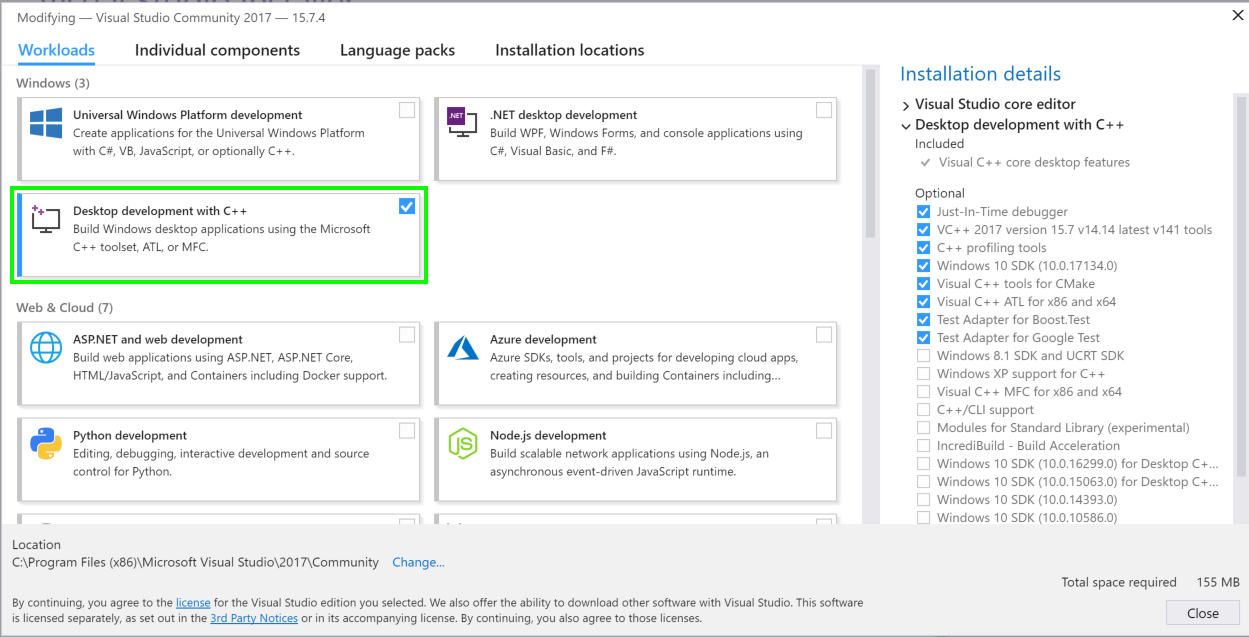 Modifying — Visual Studio Community 2017 — 15.7.4
Workloads
Individual components
Language packs
Installation locations
Windows (3)
Universal Windows Platform development
Create applications for the Universal Windows Platform
with C#, VB, JavaScript, or optionally C++.
.NET
.NET desktop development
Build WPF, Windows Forms, and console applications using
C#, Visual Basic, and F#.
Desktop development with C++
Build Windows desktop applications using the Microsoft
C++ toolset, ATL, or MFC.
Web & Cloud (7)
ASP.NET and web development
Build web applications using ASP.NET, ASP.NET Core,
HTML/JavaScript, and Containers including Docker support.
Azure development
Azure SDKs, tools, and projects for developing cloud apps,
creating resources, and building Containers including...
Python development
Editing, debugging, interactive development and source
control for Python.
JS
Node.js development
Build scalable network applications using Node.js, an
asynchronous event-driven JavaScript runtime.
Installation details
Visual Studio core editor
Desktop development with C++
Included
Visual C++ core desktop features
Optional
Just-In-Time debugger
VC++ 2017 version 15.7 v14.14 latest v141 tools
C++ profiling tools
Windows 10 SDK (10.0.17134.0)
Visual C++ tools for CMake
Visual C++ ATL for x86 and x64
Test Adapter for Boost.Test
Test Adapter for Google Test
Windows 8.1 SDK and UCRT SDK
Windows XP support for C++
Visual C++ MFC for x86 and x64
C++/CLI support
Modules for Standard Library (experimental)
IncrediBuild - Build Acceleration
Windows 10 SDK (10.0.16299.0) for Desktop C+...
Windows 10 SDK (10.0.15063.0) for Desktop C+...
Windows 10 SDK (10.0.14393.0)
Windows 10 SDK (10.0.10586.0)
Location
C:\Program Files (x86)\Microsoft Visual Studio\2017\Community
Change...
Total space required 155 MB
By continuing, you agree to the license for the Visual Studio edition you selected. We also offer the ability to download other software with Visual Studio. This software
is licensed separately, as set out in the 3rd Party Notices or in its accompanying license. By continuing, you also agree to those licenses.
Close